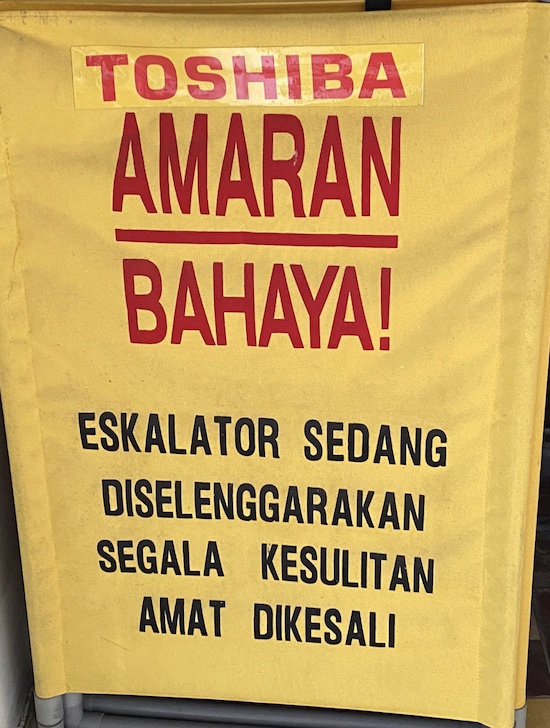 TOSHIBA
AMARAN
BAHAYA!
ESKALATOR SEDANG
DISELENGGARAKAN
SEGALA KESULITAN
AMAT DIKESALI